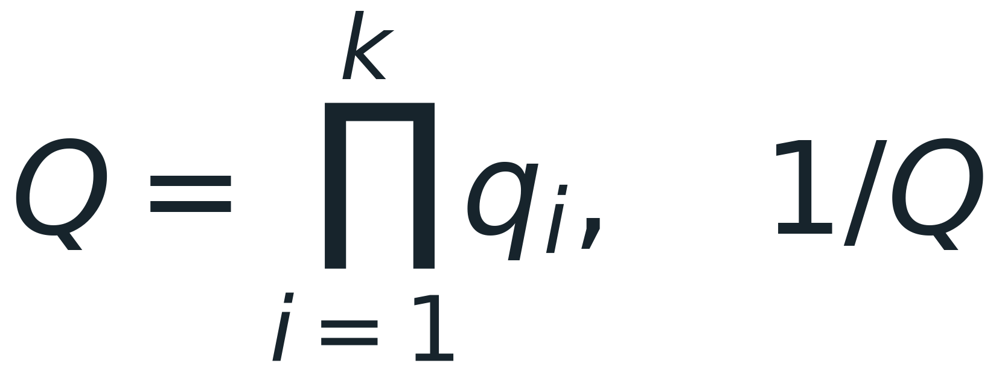 Q = ∏_{i=1}^{k} q_i, 1/Q